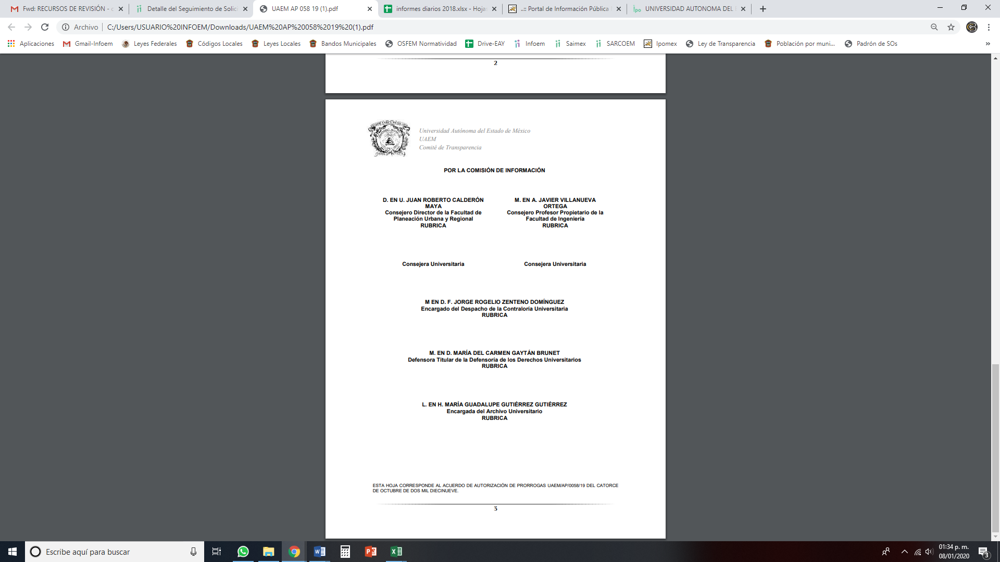 Fwd: RECURSOS DE REVISIÓN - c
Detalle del Seguimiento de Solici
UAEM AP 058 19 (1).pdf
informes diarios 2018.xlsx - Hoja
..:: Portal de Información Pública
UNIVERSIDAD AUTONOMA DEL
Archivo
C:/Users/USUARIO%20INFOEM/Downloads/UAEM%20AP%20058%2019%20(1).pdf
Aplicaciones
Gmail-Infoem
Leyes Federales
Códigos Locales
Leyes Locales
Bandos Municipales
OSFEM Normatividad
Drive-EAY
Infoem
Saimex
SARCOEM
Ipomex
Ley de Transparencia
Población por muni...
Padrón de SOs
»
2
Universidad Autónoma del Estado de México
UAEM
Comité de Transparencia
POR LA COMISIÓN DE INFORMACIÓN
D. EN U. JUAN ROBERTO CALDERÓN
MAYA
Consejero Director de la Facultad de
Planeación Urbana y Regional
RUBRICA
M. EN A. JAVIER VILLANUEVA
ORTEGA
Consejero Profesor Propietario de la
Facultad de Ingeniería
RUBRICA
Consejera Universitaria
Consejera Universitaria
M EN D. F. JORGE ROGELIO ZENTENO DOMÍNGUEZ
Encargado del Despacho de la Contraloría Universitaria
RUBRICA
M. EN D. MARÍA DEL CARMEN GAYTÁN BRUNET
Defensora Titular de la Defensoría de los Derechos Universitarios
RUBRICA
L. EN H. MARÍA GUADALUPE GUTIÉRREZ GUTIÉRREZ
Encargada del Archivo Universitario
RUBRICA
ESTA HOJA CORRESPONDE AL ACUERDO DE AUTORIZACIÓN DE PRORROGAS UAEM/AP/0058/19 DEL CATORCE
DE OCTUBRE DE DOS MIL DIECINUEVE.
3
Escribe aquí para buscar
01:34 p. m.
08/01/2020
3